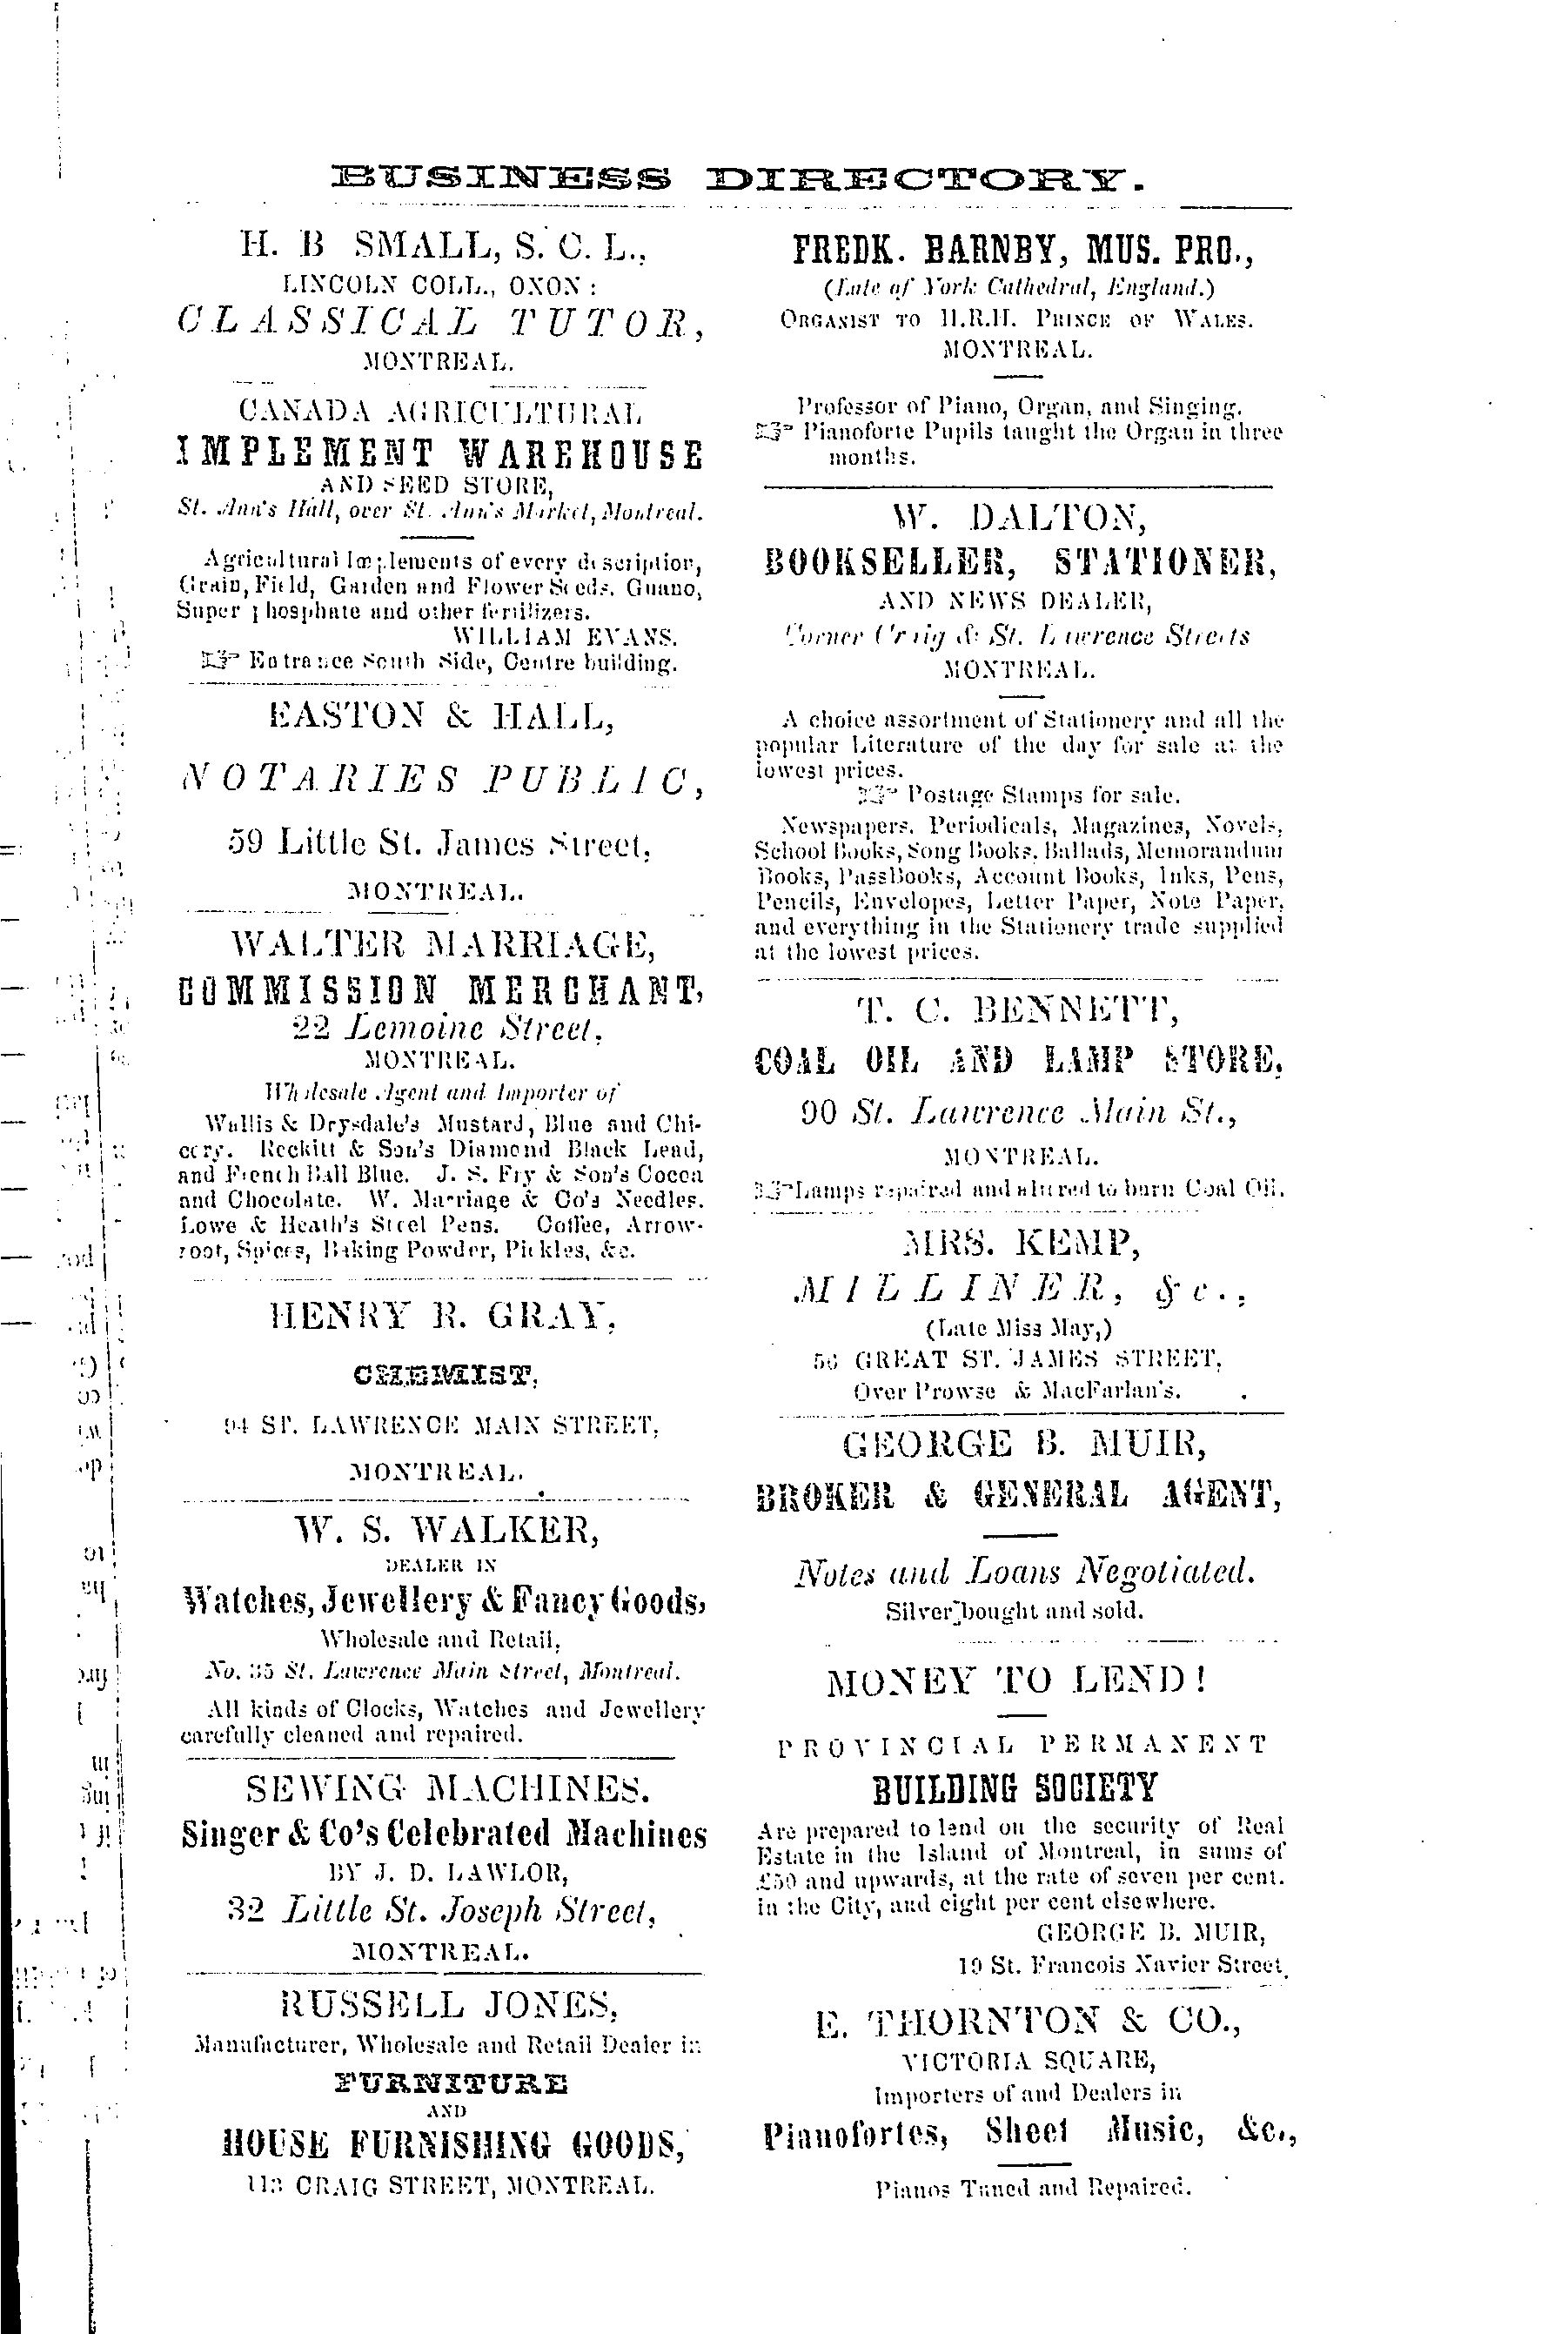 BUSINESS DIRECTORY.
H. B SMALL, S. C. L.,
LINCOLN COLL., OXON:
CLASSICAL TUTOR,
MONTREAL.
CANADA AGRICULTURAL
IMPLEMENT WAREHOUSE
AND SEED STORE,
St. Ann's Hall, over St. Ann's Market, Montreal.
Agricultural Implements of every description,
Grain, Field, Garden and Flower Seeds, Guano,
Super phosphate and other fertilizers.
WILLIAM EVANS.
☞ Entrance South Side, Centre building.
EASTON & HALL,
NOTARIES PUBLIC,
59 Little St. James Street,
MONTREAL.
WALTER MARRIAGE,
COMMISSION MERCHANT,
22 Lemoine Street,
MONTREAL.
Wholesale Agent and Importer of
Wallis & Drysdale's Mustard, Blue and Chi-
cory. Reckitt & Son's Diamond Black Lead,
and French Ball Blue. J. S. Fry & Son's Cocoa
and Chocolate. W. Marriage & Co's Needles.
Lowe & Heath's Steel Pens. Coffee, Arrow-
root, Spices, Baking Powder, Pickles, &c.
HENRY R. GRAY,
CHEMIST,
94 ST. LAWRENCE MAIN STREET,
MONTREAL.
W. S. WALKER,
DEALER IN
Watches, Jewellery & Fancy Goods,
Wholesale and Retail,
No. 35 St. Lawrence Main Street, Montreal.
All kinds of Clocks, Watches and Jewellery
carefully cleaned and repaired.
SEWING MACHINES.
Singer & Co's Celebrated Machines
BY J. D. LAWLOR,
32 Little St. Joseph Street,
MONTREAL.
RUSSELL JONES,
Manufacturer, Wholesale and Retail Dealer in
FURNITURE
AND
HOUSE FURNISHING GOODS,
113 CRAIG STREET, MONTREAL.
FREDK. BARNBY, MUS. PRO.,
(Late of York Cathedral, England.)
ORGANIST TO H.R.H. PRINCE OF WALES.
MONTREAL.
Professor of Piano, Organ, and Singing.
☞ Pianoforte Pupils taught the Organ in three
months.
W. DALTON,
BOOKSELLER, STATIONER,
AND NEWS DEALER,
Corner Craig & St. Lawrence Streets
MONTREAL.
A choice assortment of Stationery and all the
popular Literature of the day for sale at the
lowest prices.
☞ Postage Stamps for sale.
Newspapers, Periodicals, Magazines, Novels,
School Books, Song Books, Ballads, Memorandum
Books, PassBooks, Account Books, Inks, Pens,
Pencils, Envelopes, Letter Paper, Note Paper,
and everything in the Stationery trade supplied
at the lowest prices.
T. C. BENNETT,
COAL OIL AND LAMP STORE,
90 St. Lawrence Main St.,
MONTREAL.
☞ Lamps repaired and altered to burn Coal Oil.
MRS. KEMP,
MILLINER, &c.,
(Late Miss May,)
56 GREAT ST. JAMES STREET,
Over Prowse & MacFarlan's.
GEORGE B. MUIR,
BROKER & GENERAL AGENT,
Notes and Loans Negotiated.
Silver bought and sold.
MONEY TO LEND!
PROVINCIAL PERMANENT
BUILDING SOCIETY
Are prepared to lend on the security of Real
Estate in the Island of Montreal, in sums of
£50 and upwards, at the rate of seven per cent.
in the City, and eight per cent elsewhere.
GEORGE B. MUIR,
19 St. Francois Xavier Street.
E. THORNTON & CO.,
VICTORIA SQUARE,
Importers of and Dealers in
Pianofortes, Sheet Music, &c.,
Pianos Tuned and Repaired.